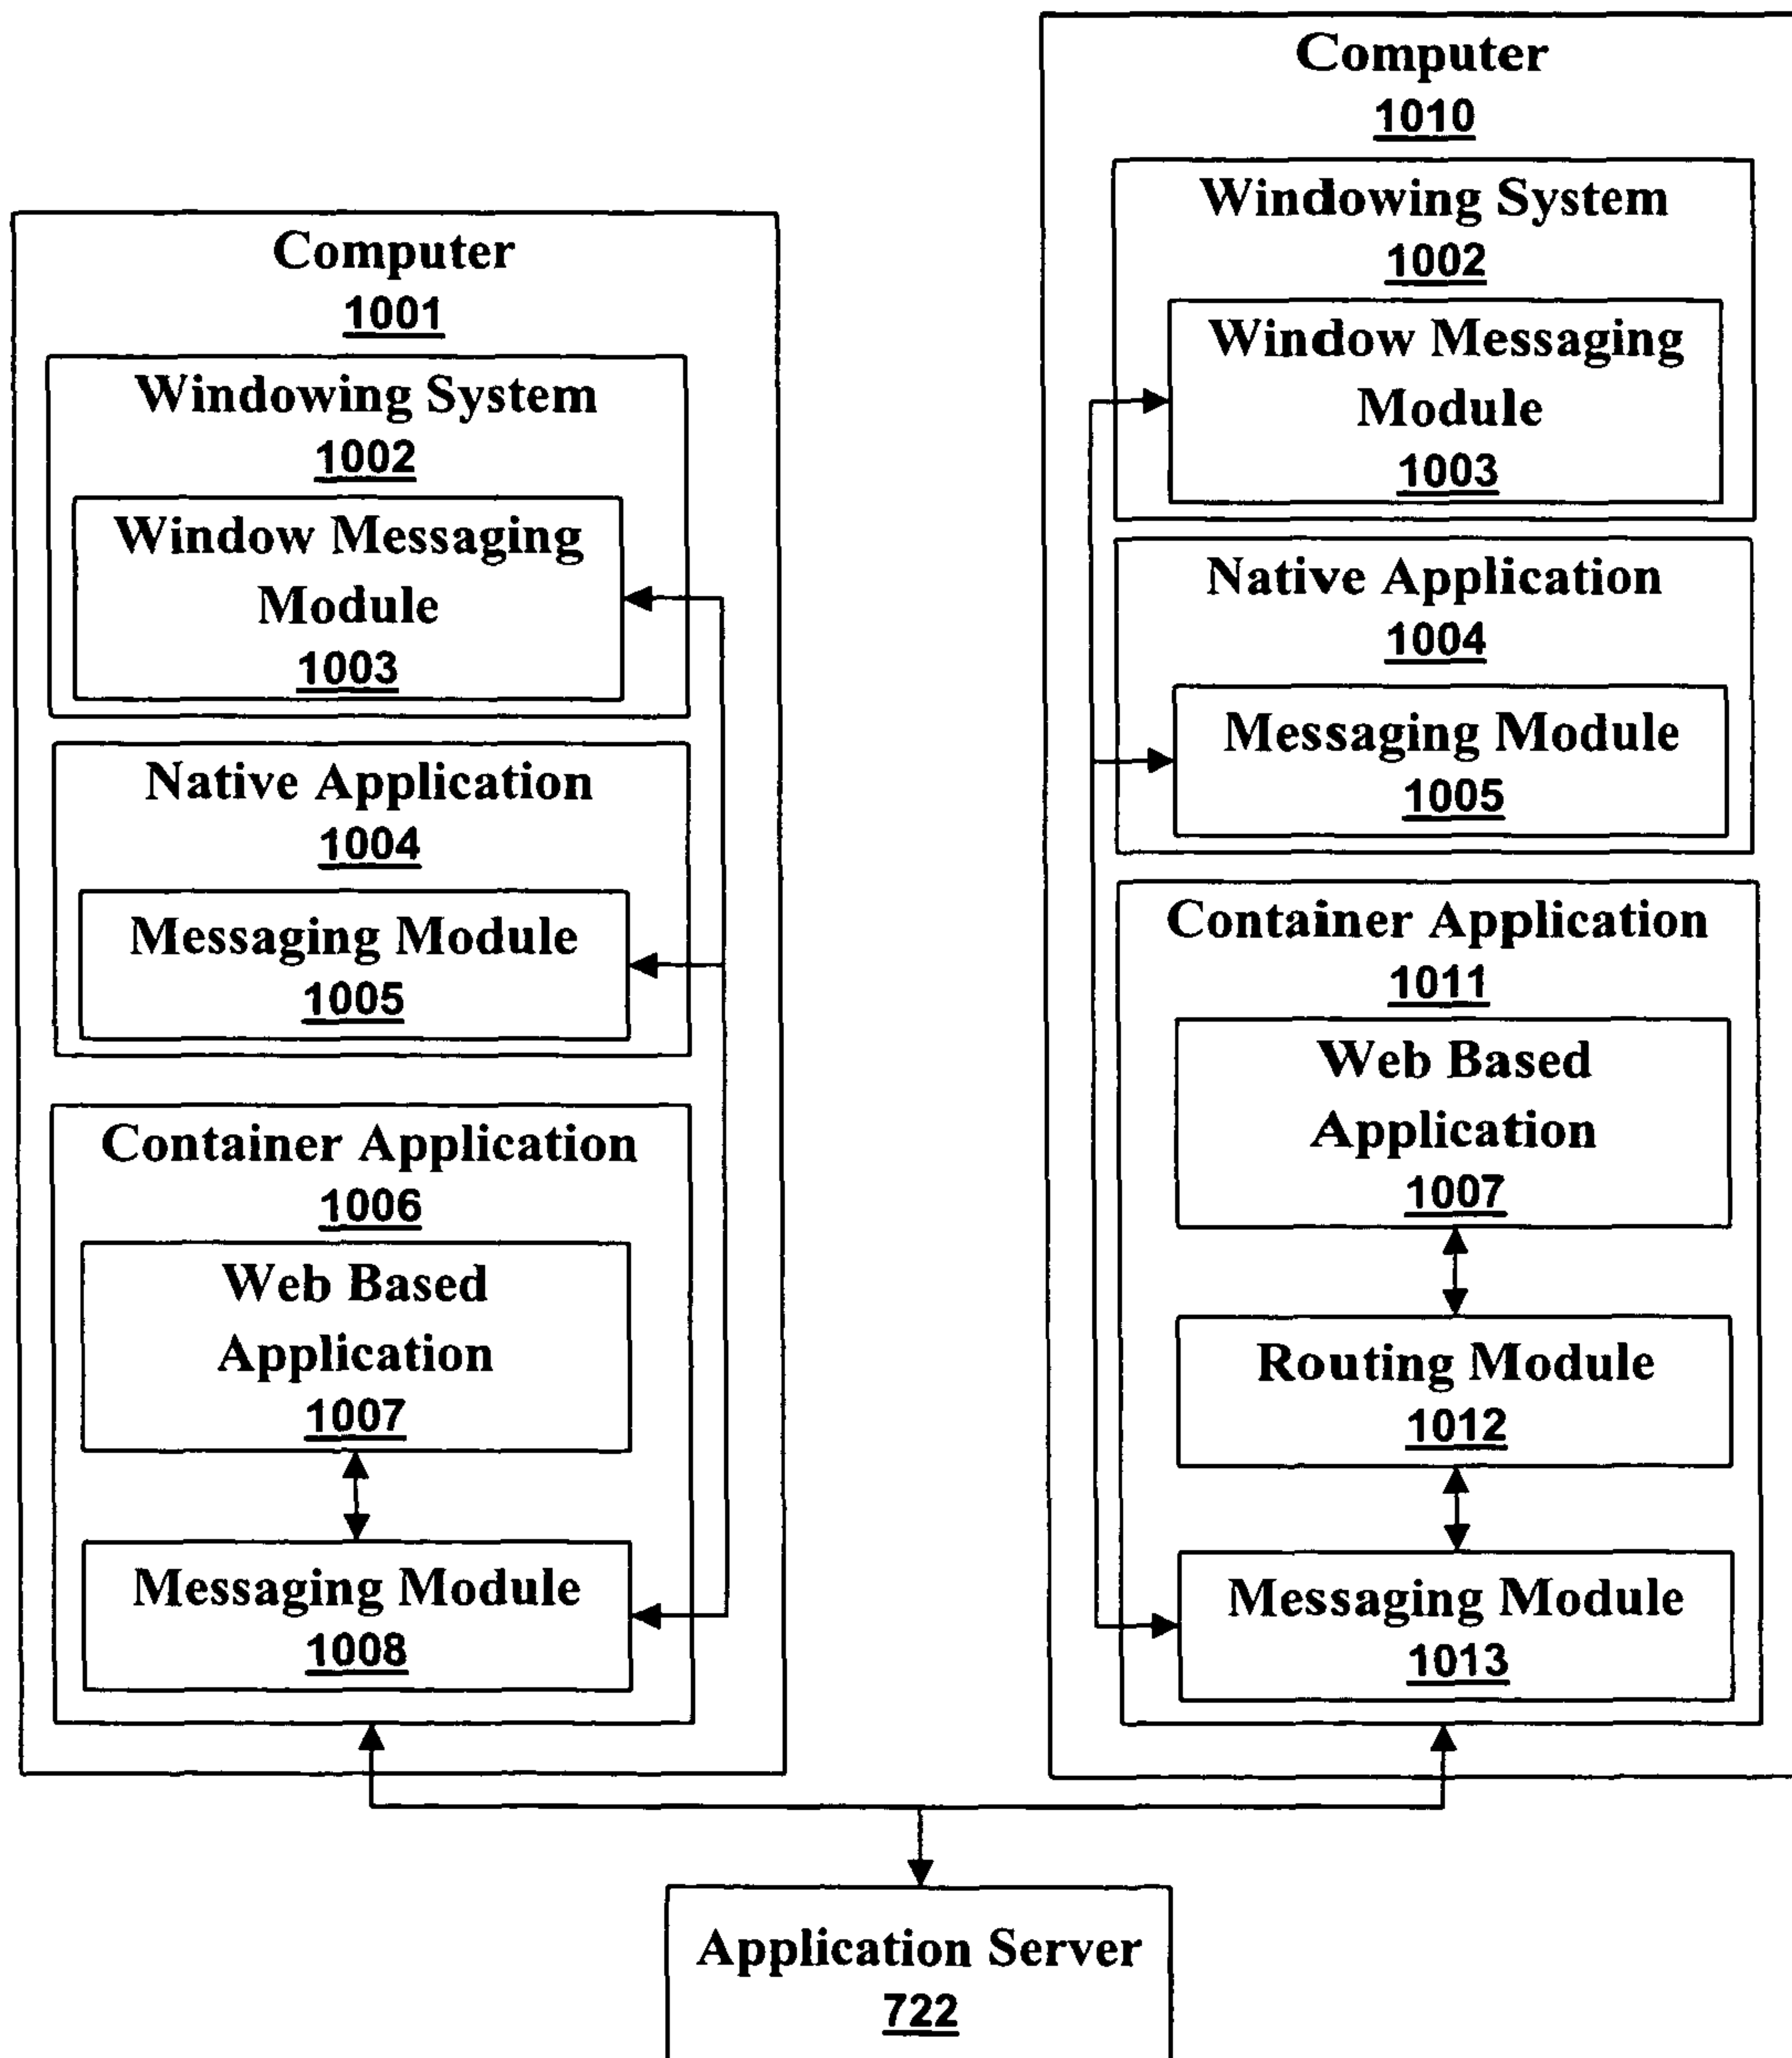 Computer
1001
Windowing System
1002
Window Messaging
Module
1003
Native Application
1004
Messaging Module
1005
Container Application
1006
Web Based
Application
1007
Messaging Module
1008
Computer
1010
Windowing System
1002
Window Messaging
Module
1003
Native Application
1004
Messaging Module
1005
Container Application
1011
Web Based
Application
1007
Routing Module
1012
Messaging Module
1013
Application Server
722